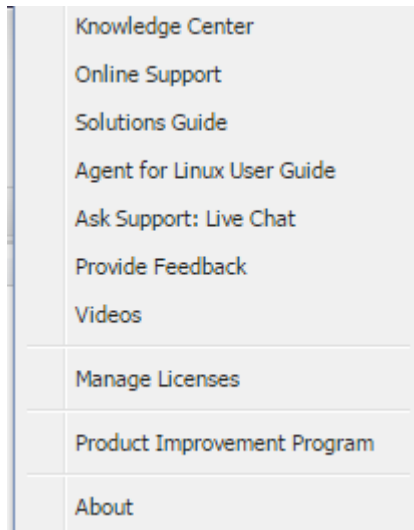 Knowledge Center
Online Support
Solutions Guide
Agent for Linux User Guide
Ask Support: Live Chat
Provide Feedback
Videos
Manage Licenses
Product Improvement Program
About